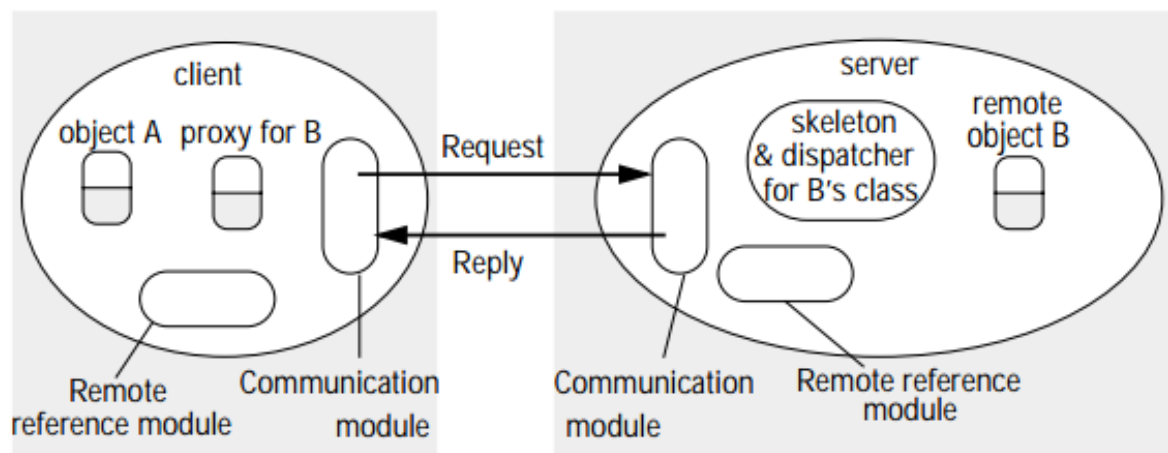 client
object A proxy for B
Request
Reply
Remote
reference module
Communication
module
server
remote
object B
skeleton
& dispatcher
for B's class
Communication
module
Remote reference
module